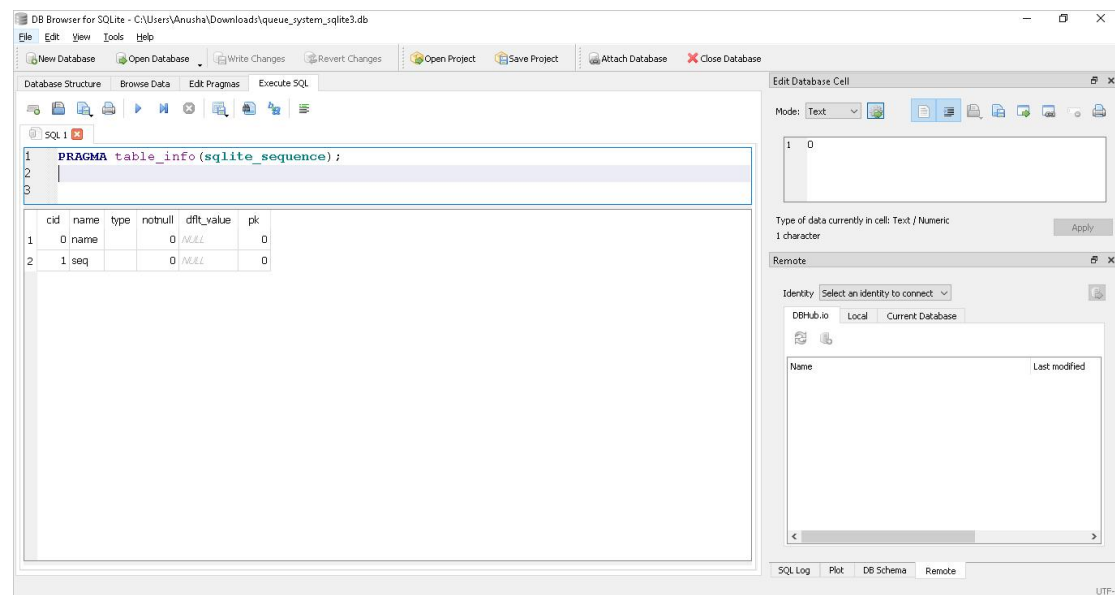 DB Browser for SQLite - C:\Users\Anusha\Downloads\queue_system_sqlite3.db
File Edit View Tools Help
New Database Open Database Write Changes Revert Changes Open Project Save Project Attach Database Close Database
Database Structure Browse Data Edit Pragmas Execute SQL
SQL 1
1 PRAGMA table_info(sqlite_sequence);
2
3
cid name type notnull dflt_value pk
1 0 name 0 NULL 0
2 1 seq 0 NULL 0
Edit Database Cell
Mode: Text
1 0
Type of data currently in cell: Text / Numeric
1 character
Apply
Remote
Identity Select an identity to connect
DBHub.io Local Current Database
Name Last modified
SQL Log Plot DB Schema Remote
UTF-